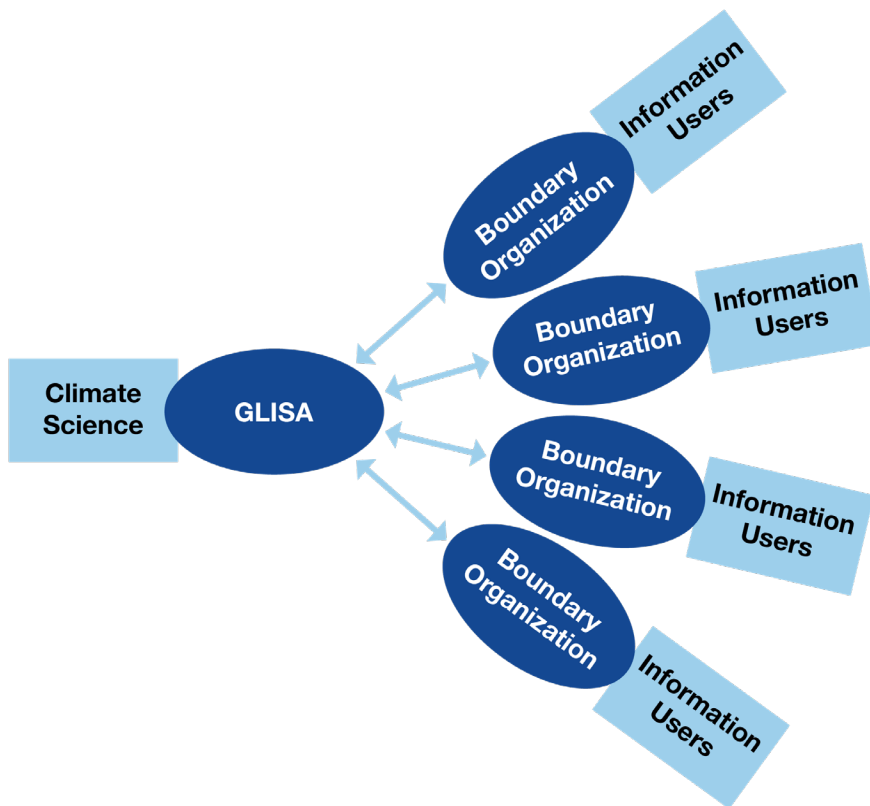 Information
Users
Boundary
Organization
Information
Users
Boundary
Organization
Climate
Science
GLISA
Boundary
Organization
Information
Users
Boundary
Organization
Information
Users